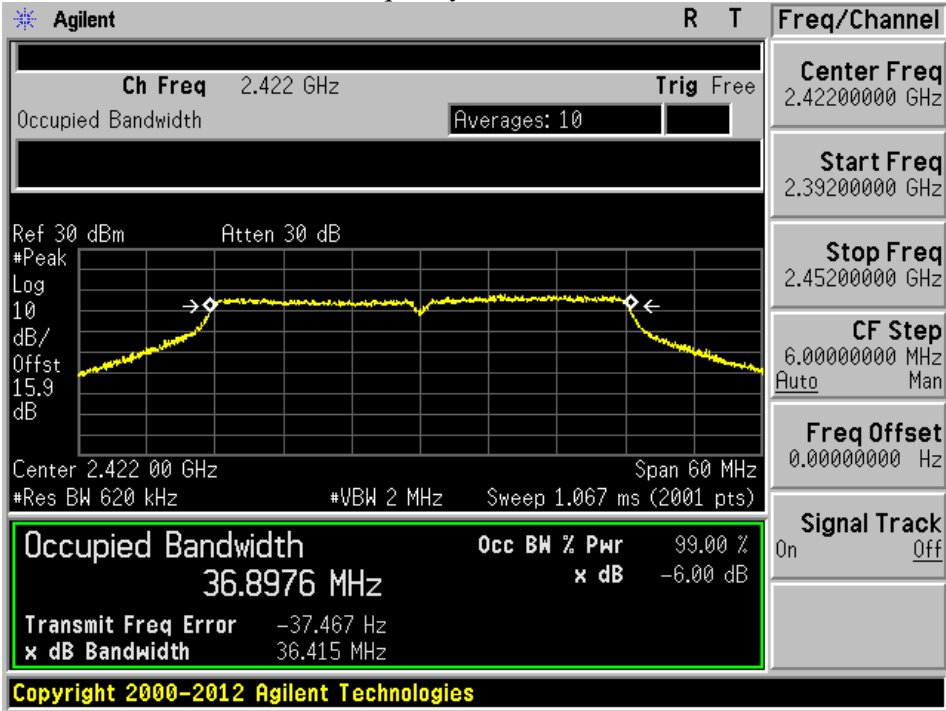 Agilent R T Freq/Channel
Ch Freq 2.422 GHz Trig Free
Occupied Bandwidth Averages: 10
Center Freq
2.42200000 GHz
Start Freq
2.39200000 GHz
Stop Freq
2.45200000 GHz
CF Step
6.00000000 MHz
Auto Man
Freq Offset
0.00000000 Hz
Signal Track
On Off
Ref 30 dBm Atten 30 dB
#Peak
Log
10
dB/
Offst
15.9
dB
Center 2.422 00 GHz Span 60 MHz
#Res BW 620 kHz #VBW 2 MHz Sweep 1.067 ms (2001 pts)
Occupied Bandwidth Occ BW % Pwr 99.00 %
36.8976 MHz x dB -6.00 dB
Transmit Freq Error -37.467 Hz
x dB Bandwidth 36.415 MHz
Copyright 2000-2012 Agilent Technologies